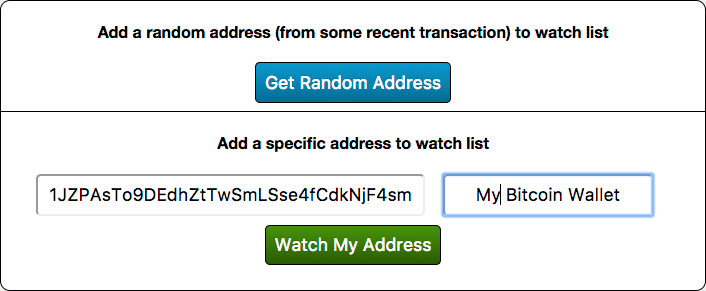 Add a random address (from some recent transaction) to watch list
Get Random Address
Add a specific address to watch list
1JZPAsTo9DEdhZtTwSmLSse4fCdkNjF4sm My Bitcoin Wallet
Watch My Address